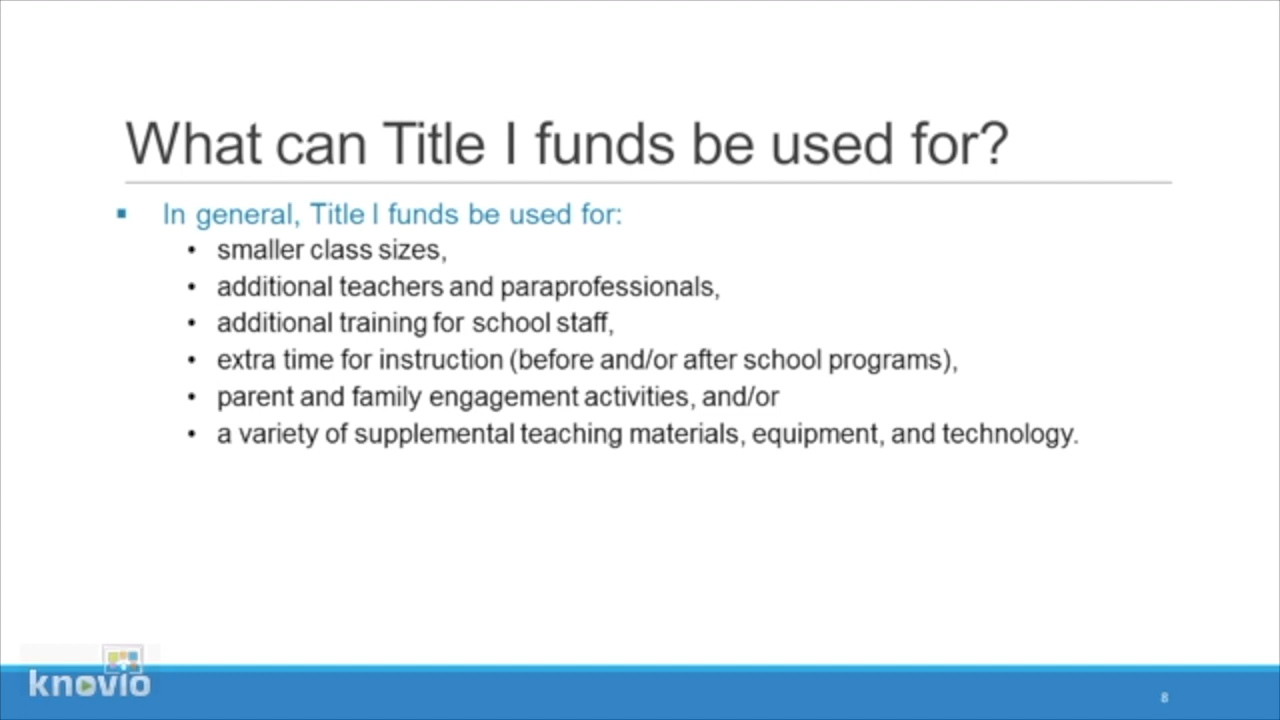 What can Title I funds be used for?
▪ In general, Title I funds be used for:
• smaller class sizes,
• additional teachers and paraprofessionals,
• additional training for school staff,
• extra time for instruction (before and/or after school programs),
• parent and family engagement activities, and/or
• a variety of supplemental teaching materials, equipment, and technology.
knovio
8